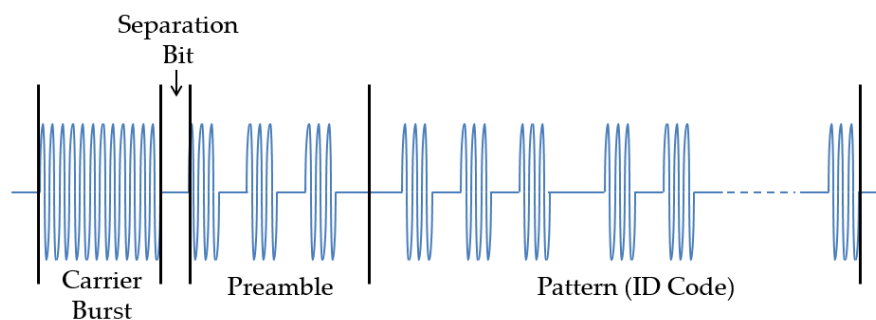 Separation
Bit
Carrier
Burst
Preamble
Pattern (ID Code)